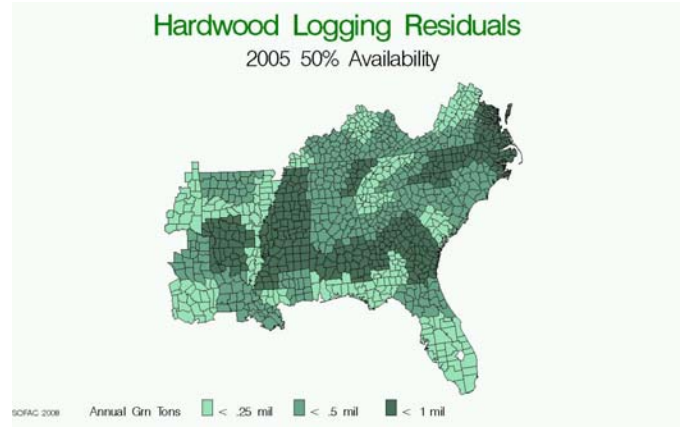 Hardwood Logging Residuals
2005 50% Availability
SOFAC 2008 Annual Grn Tons < .25 mil < .5 mil < 1 mil